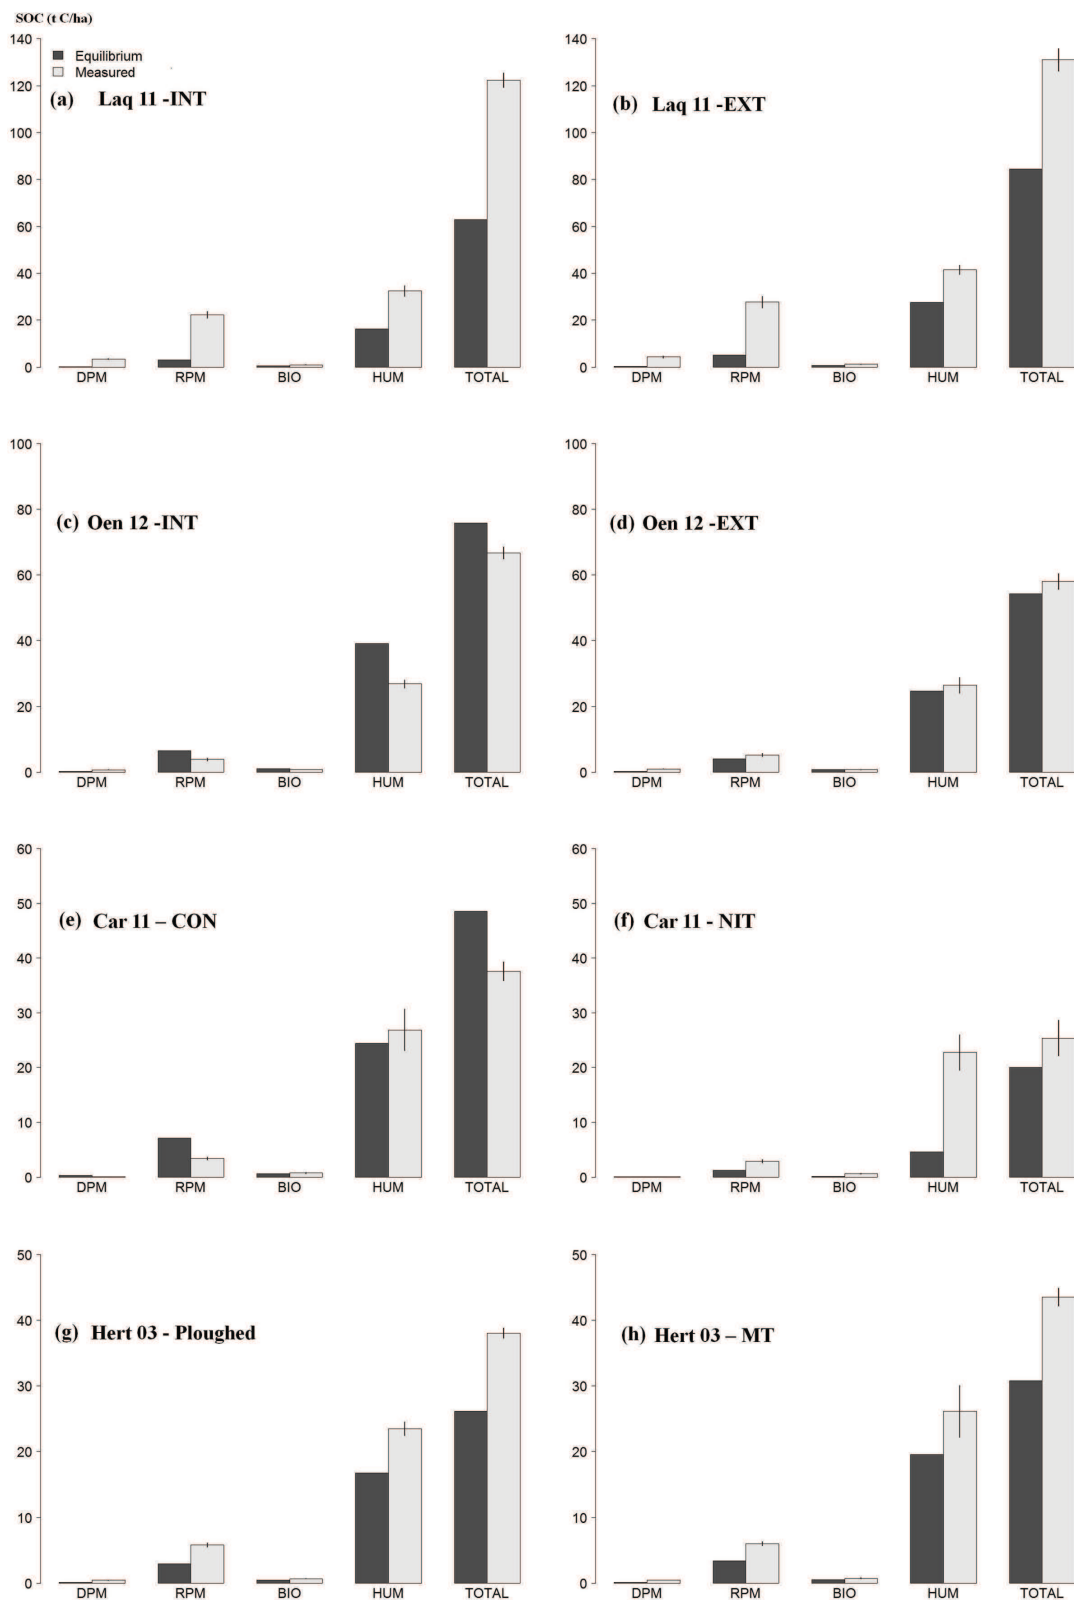 SOC (t C/ha)
140
120
100
80
60
40
20
0
Equilibrium
Measured
(a) Laq 11 -INT
DPM RPM BIO HUM TOTAL
140
120
100
80
60
40
20
0
(b) Laq 11 -EXT
DPM RPM BIO HUM TOTAL
100
80
60
40
20
0
(c) Oen 12 -INT
DPM RPM BIO HUM TOTAL
100
80
60
40
20
0
(d) Oen 12 -EXT
DPM RPM BIO HUM TOTAL
60
50
40
30
20
10
0
(e) Car 11 – CON
DPM RPM BIO HUM TOTAL
60
50
40
30
20
10
0
(f) Car 11 - NIT
DPM RPM BIO HUM TOTAL
50
40
30
20
10
0
(g) Hert 03 - Ploughed
DPM RPM BIO HUM TOTAL
50
40
30
20
10
0
(h) Hert 03 – MT
DPM RPM BIO HUM TOTAL